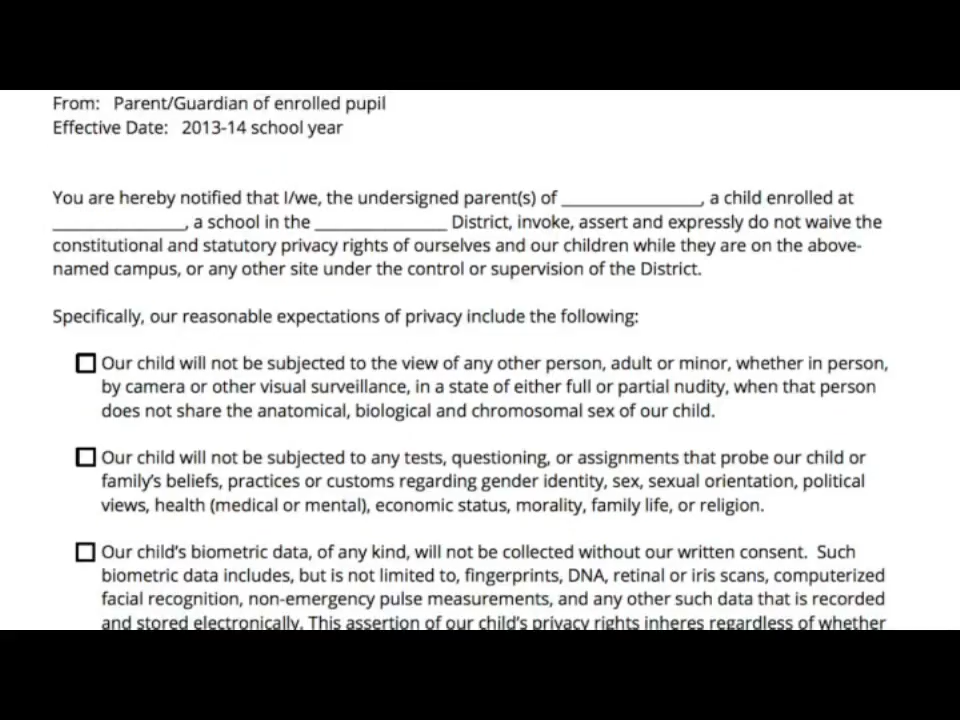 From: Parent/Guardian of enrolled pupil
Effective Date: 2013-14 school year
You are hereby notified that I/we, the undersigned parent(s) of _______________, a child enrolled at
_______________, a school in the _______________ District, invoke, assert and expressly do not waive the
constitutional and statutory privacy rights of ourselves and our children while they are on the above-
named campus, or any other site under the control or supervision of the District.
Specifically, our reasonable expectations of privacy include the following:
Our child will not be subjected to the view of any other person, adult or minor, whether in person,
by camera or other visual surveillance, in a state of either full or partial nudity, when that person
does not share the anatomical, biological and chromosomal sex of our child.
Our child will not be subjected to any tests, questioning, or assignments that probe our child or
family's beliefs, practices or customs regarding gender identity, sex, sexual orientation, political
views, health (medical or mental), economic status, morality, family life, or religion.
Our child's biometric data, of any kind, will not be collected without our written consent. Such
biometric data includes, but is not limited to, fingerprints, DNA, retinal or iris scans, computerized
facial recognition, non-emergency pulse measurements, and any other such data that is recorded
and stored electronically. This assertion of our child's privacy rights inheres regardless of whether